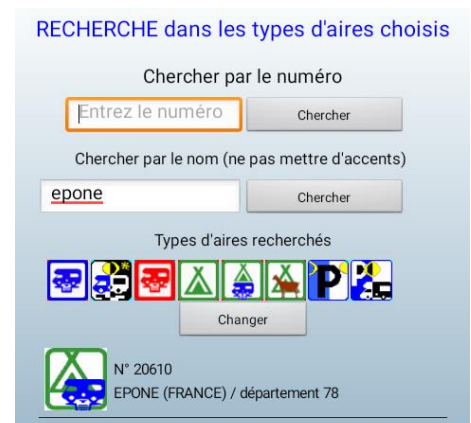 RECHERCHE dans les types d'aires choisis
Chercher par le numéro
Entrez le numéro
Chercher
Chercher par le nom (ne pas mettre d'accents)
epone
Chercher
Types d'aires recherchés
P
Changer
N° 20610
EPONE (FRANCE) / département 78